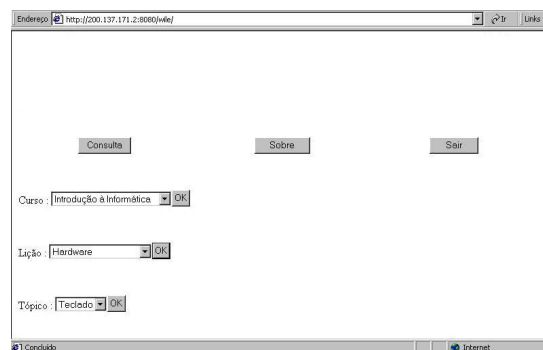 Endereço http://200.137.171.2:8080/wile/ Ir Links
Consulta Sobre Sair
Curso : Introdução à Informática OK
Lição : Hardware OK
Tópico : Teclado OK
Concluído Internet